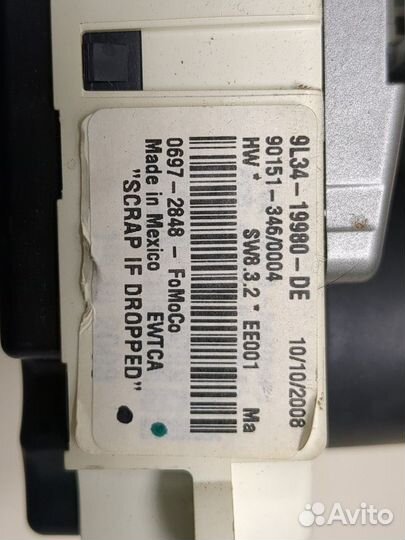 9L34-19980-DE 10/10/2008
90151-346/0004
HW * SW8.3.2 * EE001 Ma
0697-2848-FoMoCo
Made in Mexico EWTCA
"SCRAP IF DROPPED"
Avito